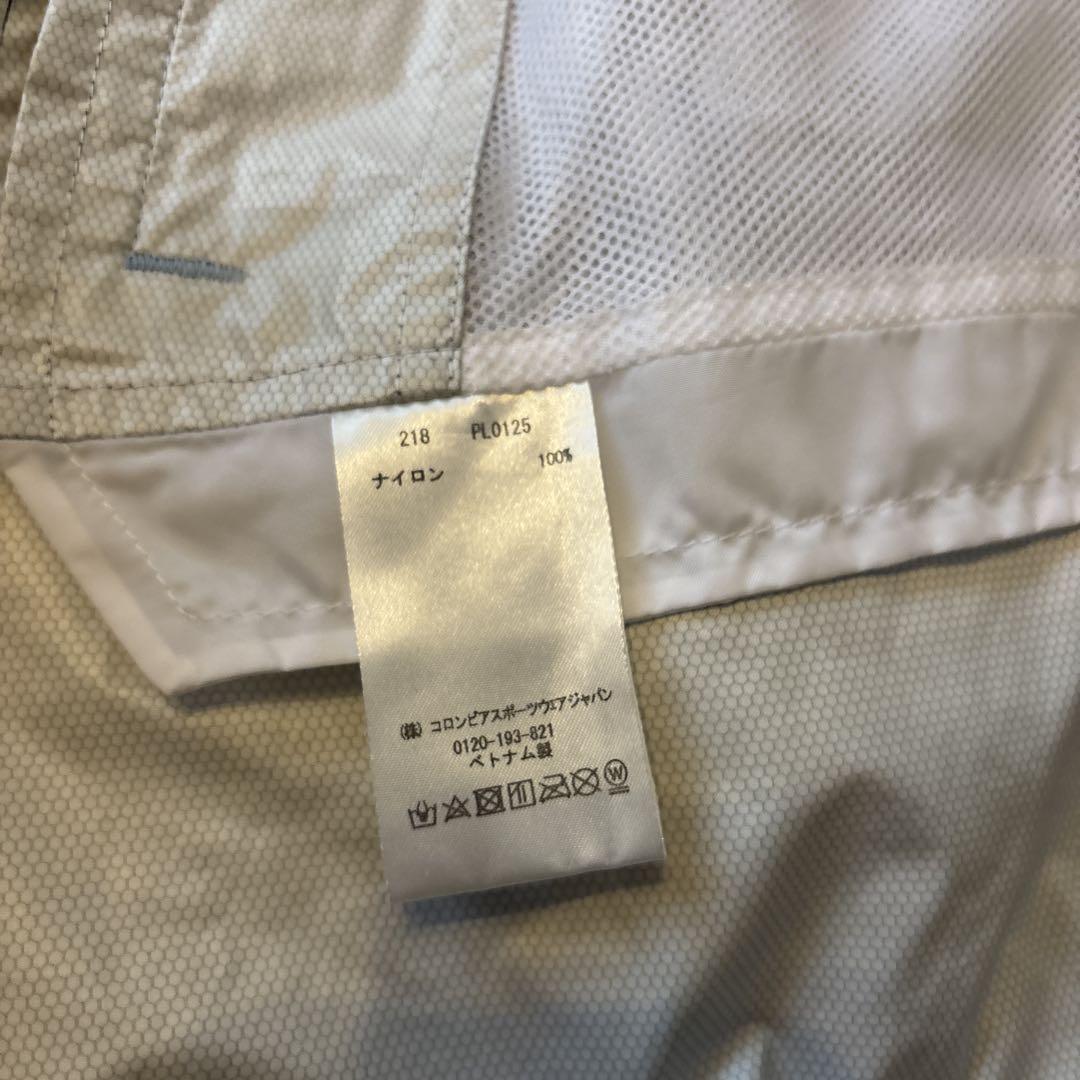 218 PL0125
ナイロン 100%
(株) コロンビアスポーツウェアジャパン
0120-193-821
ベトナム製
W